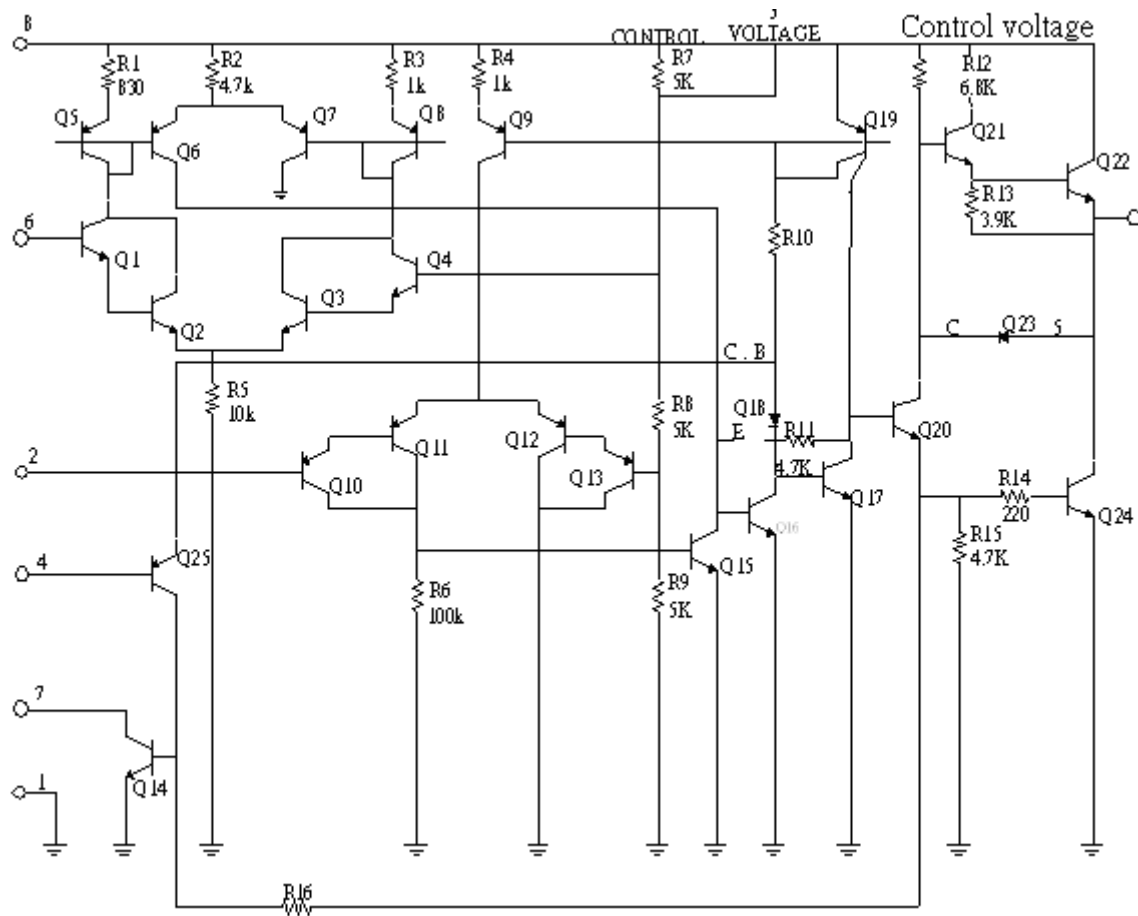 5
8
CONTROL VOLTAGE Control voltage
R1
830
R2
4.7k
R3
1k
R4
1k
R7
5K
R12
6.8K
Q5
Q6
Q7
Q8
Q9
Q19
Q21
Q22
R13
3.9K
6
Q1
Q4
R10
Q2
Q3
C . B
C
Q23
5
R5
10k
R8
5K
Q18
E
R11
4.7K
Q20
Q11
Q12
2
Q10
Q13
Q17
R14
220
Q24
Q16
R15
4.7K
4
Q25
Q15
R6
100k
R9
5K
7
Q14
1
R16